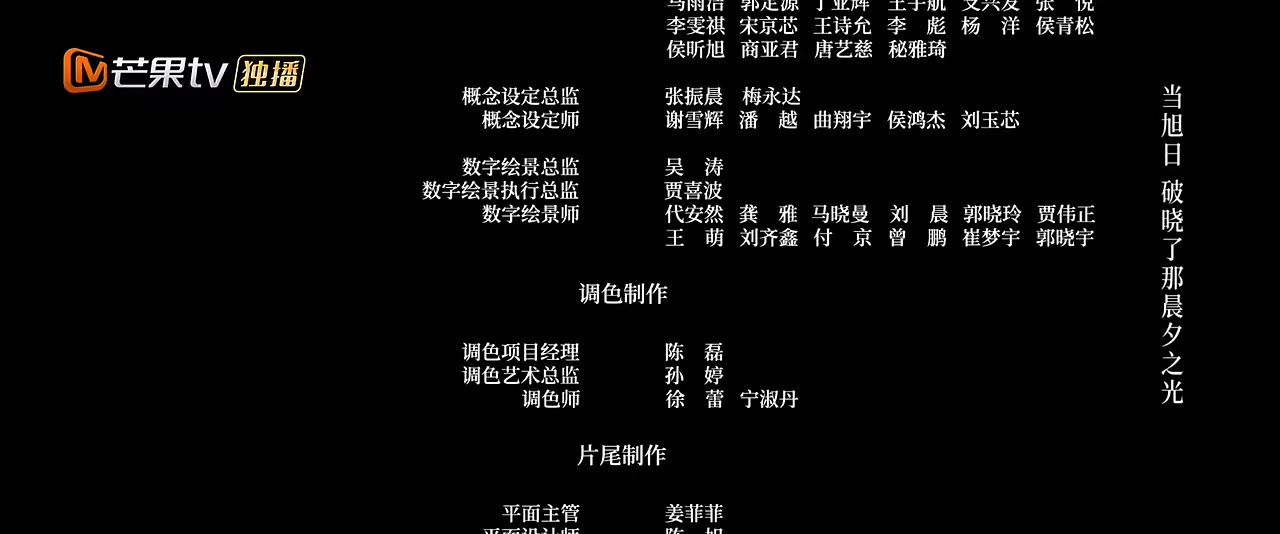 芒果tv 独播
李雯祺 宋京芯 王诗允 李 彪 杨 洋 侯青松
侯昕旭 商亚君 唐艺慈 秘雅琦
概念设定总监 张振晨 梅永达
概念设定师 谢雪辉 潘 越 曲翔宇 侯鸿杰 刘玉芯
数字绘景总监 吴 涛
数字绘景执行总监 贾喜波
数字绘景师 代安然 龚 雅 马晓曼 刘 晨 郭晓玲 贾伟正
王 萌 刘齐鑫 付 京 曾 鹏 崔梦宇 郭晓宇
调色制作
调色项目经理 陈 磊
调色艺术总监 孙 婷
调色师 徐 蕾 宁淑丹
片尾制作
平面主管 姜菲菲
平面设计师 陈 旭
当旭日 破晓了那晨夕之光